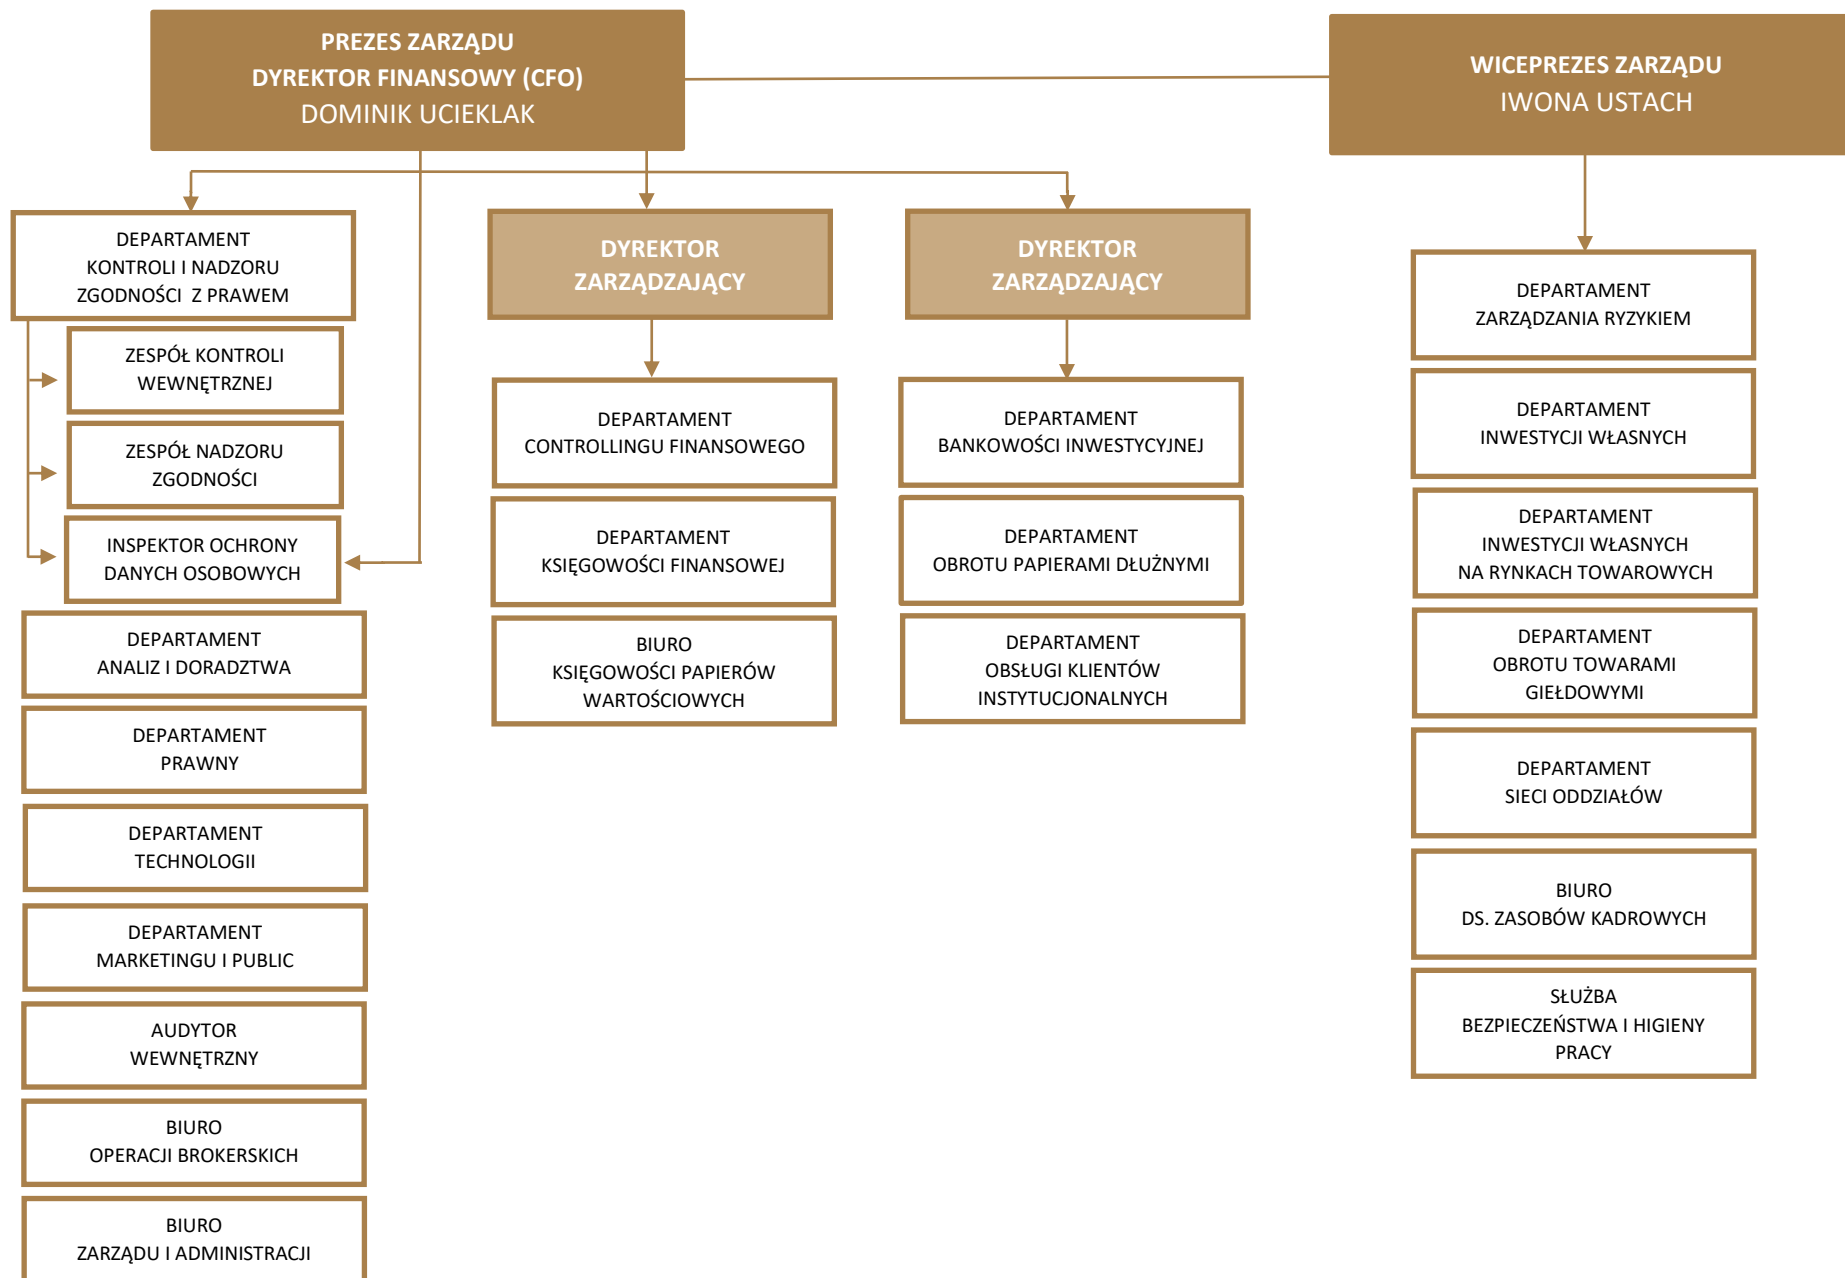 PREZES ZARZĄDU
DYREKTOR FINANSOWY (CFO)
DOMINIK UCIEKLAK
WICEPREZES ZARZĄDU
IWONA USTACH
DEPARTAMENT
KONTROLI I NADZORU
ZGODNOŚCI Z PRAWEM
ZESPÓŁ KONTROLI
WEWNĘTRZNEJ
ZESPÓŁ NADZORU
ZGODNOŚCI
INSPEKTOR OCHRONY
DANYCH OSOBOWYCH
DEPARTAMENT
ANALIZ I DORADZTWA
DEPARTAMENT
PRAWNY
DEPARTAMENT
TECHNOLOGII
DEPARTAMENT
MARKETINGU I PUBLIC
AUDYTOR
WEWNĘTRZNY
BIURO
OPERACJI BROKERSKICH
BIURO
ZARZĄDU I ADMINISTRACJI
DYREKTOR
ZARZĄDZAJĄCY
DEPARTAMENT
CONTROLLINGU FINANSOWEGO
DEPARTAMENT
KSIĘGOWOŚCI FINANSOWEJ
BIURO
KSIĘGOWOŚCI PAPIERÓW
WARTOŚCIOWYCH
DYREKTOR
ZARZĄDZAJĄCY
DEPARTAMENT
BANKOWOŚCI INWESTYCYJNEJ
DEPARTAMENT
OBROTU PAPIERAMI DŁUŻNYMI
DEPARTAMENT
OBSŁUGI KLIENTÓW
INSTYTUCJONALNYCH
DEPARTAMENT
ZARZĄDZANIA RYZYKIEM
DEPARTAMENT
INWESTYCJI WŁASNYCH
DEPARTAMENT
INWESTYCJI WŁASNYCH
NA RYNKACH TOWAROWYCH
DEPARTAMENT
OBROTU TOWARAMI
GIEŁDOWYMI
DEPARTAMENT
SIECI ODDZIAŁÓW
BIURO
DS. ZASOBÓW KADROWYCH
SŁUŻBA
BEZPIECZEŃSTWA I HIGIENY
PRACY